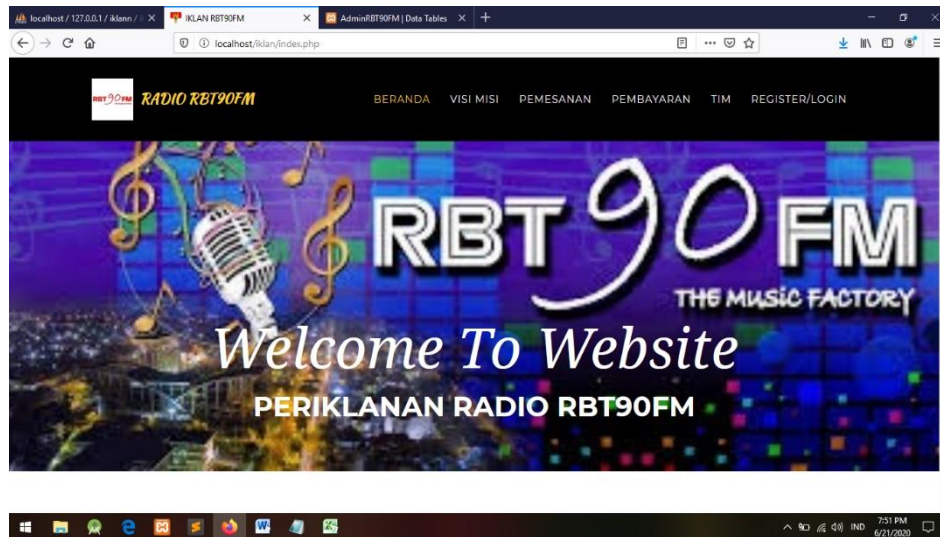 localhost / 127.0.0.1 / iklann / IKLAN RBT90FM AdminRBT90FM | Data Tables
localhost/iklan/index.php
RBT 90 FM RADIO RBT90FM BERANDA VISI MISI PEMESANAN PEMBAYARAN TIM REGISTER/LOGIN
RBT 90 FM
THE MUSIC FACTORY
Welcome To Website
PERIKLANAN RADIO RBT90FM
IND 7:51 PM
6/21/2020